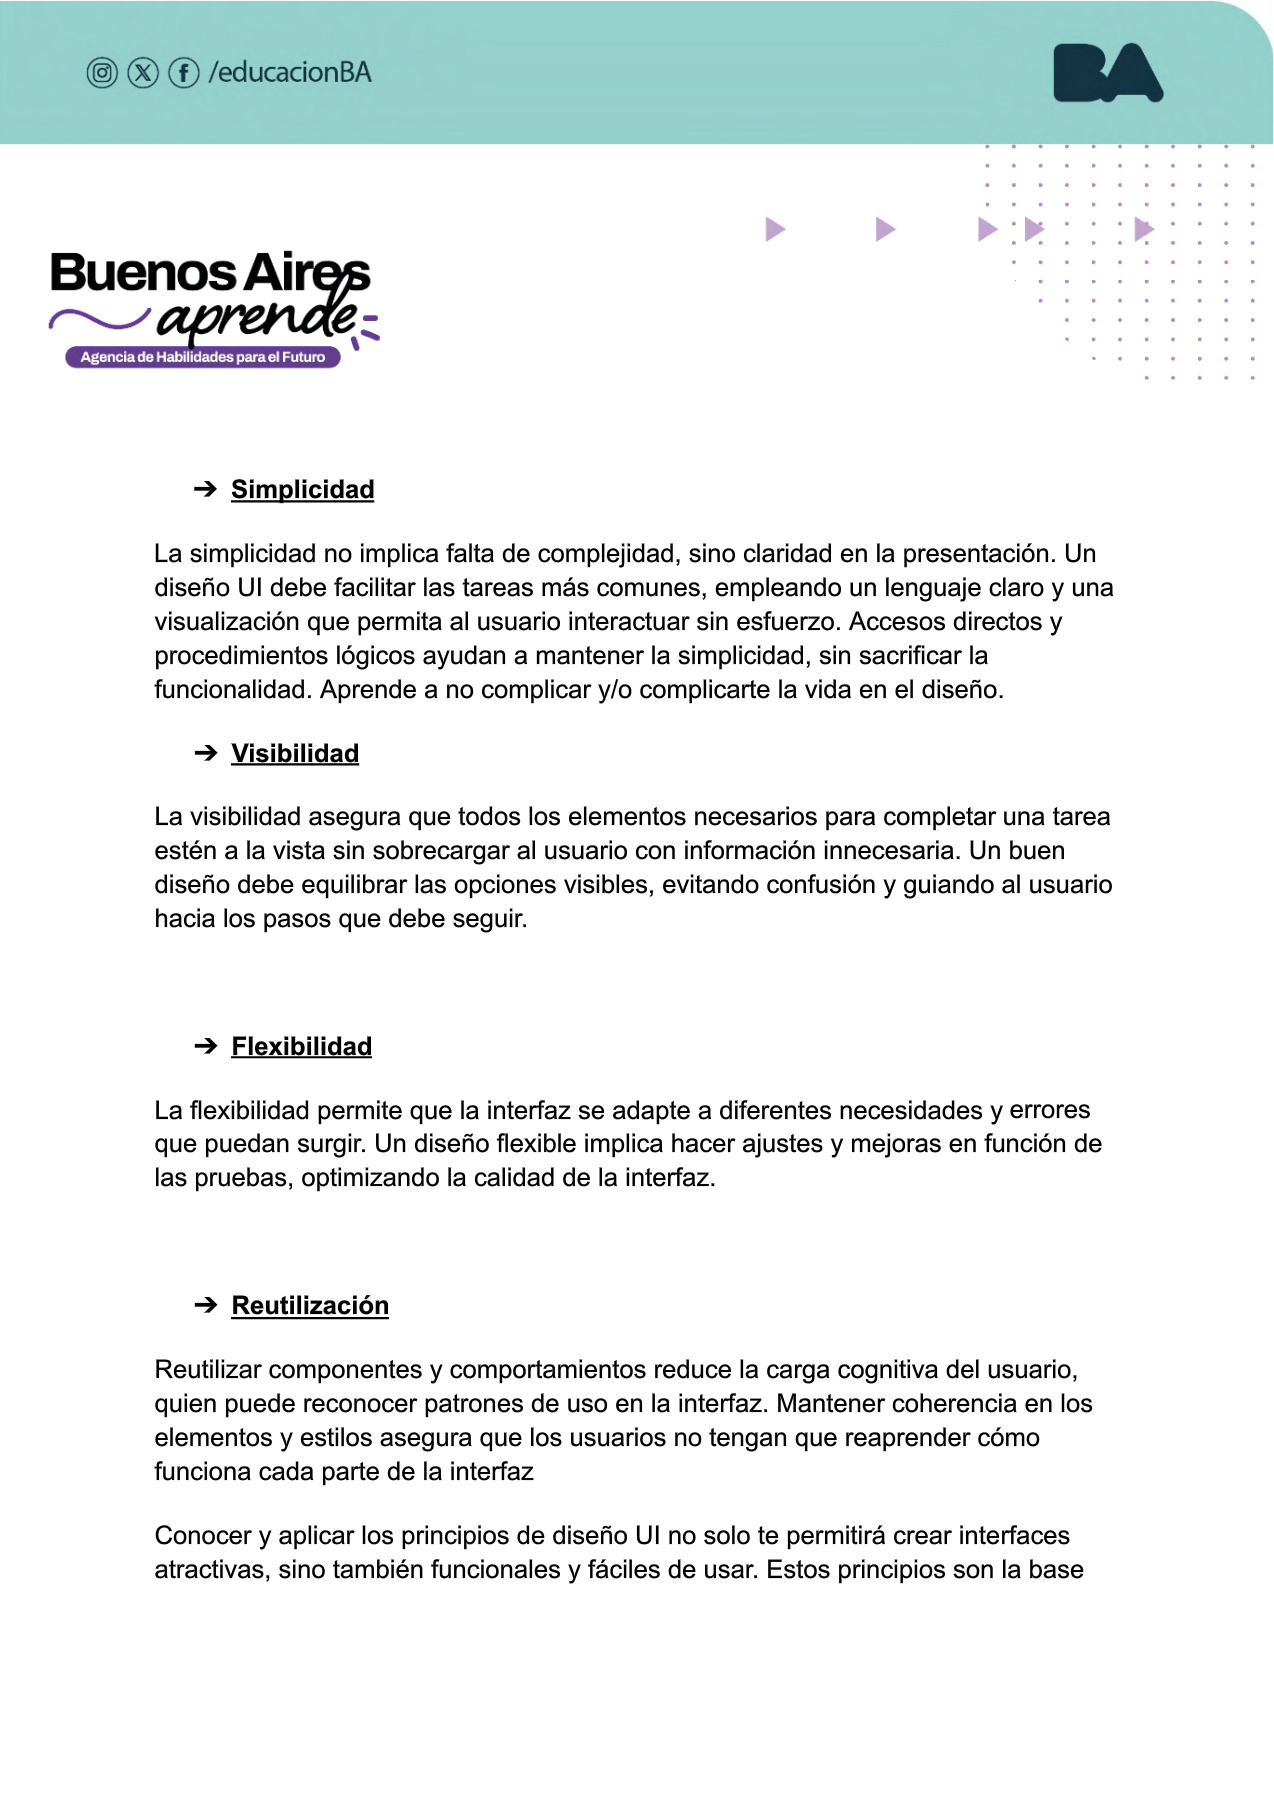 /educacionBA
BA
Buenos Aires
aprende
Agencia de Habilidades para el Futuro
➔ Simplicidad
La simplicidad no implica falta de complejidad, sino claridad en la presentación. Un
diseño UI debe facilitar las tareas más comunes, empleando un lenguaje claro y una
visualización que permita al usuario interactuar sin esfuerzo. Accesos directos y
procedimientos lógicos ayudan a mantener la simplicidad, sin sacrificar la
funcionalidad. Aprende a no complicar y/o complicarte la vida en el diseño.
➔ Visibilidad
La visibilidad asegura que todos los elementos necesarios para completar una tarea
estén a la vista sin sobrecargar al usuario con información innecesaria. Un buen
diseño debe equilibrar las opciones visibles, evitando confusión y guiando al usuario
hacia los pasos que debe seguir.
➔ Flexibilidad
La flexibilidad permite que la interfaz se adapte a diferentes necesidades y errores
que puedan surgir. Un diseño flexible implica hacer ajustes y mejoras en función de
las pruebas, optimizando la calidad de la interfaz.
➔ Reutilización
Reutilizar componentes y comportamientos reduce la carga cognitiva del usuario,
quien puede reconocer patrones de uso en la interfaz. Mantener coherencia en los
elementos y estilos asegura que los usuarios no tengan que reaprender cómo
funciona cada parte de la interfaz
Conocer y aplicar los principios de diseño UI no solo te permitirá crear interfaces
atractivas, sino también funcionales y fáciles de usar. Estos principios son la base